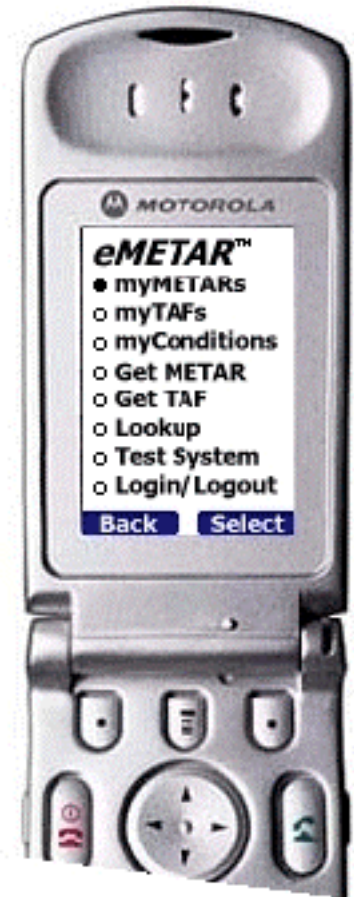 MOTOROLA
eMETAR™
myMETARs
myTAFs
myConditions
Get METAR
Get TAF
Lookup
Test System
Login/Logout
Back Select